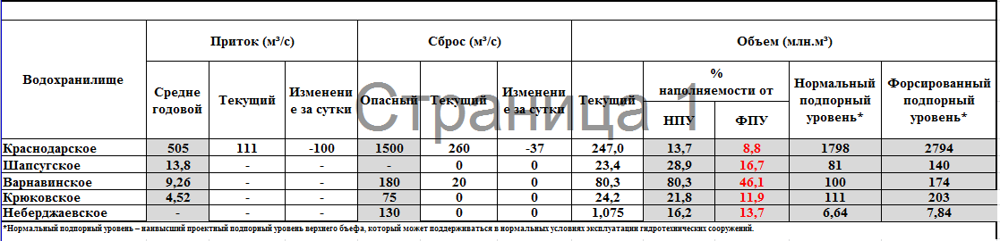 Водохранилище Приток (м³/с) Сброс (м³/с) Объем (млн.м³)
Средне годовой Текущий Изменени е за сутки Опасный Текущий Изменени е за сутки Текущий % наполняемости от Нормальный подпорный уровень* Форсированный подпорный уровень*
НПУ ФПУ
Страница 1
Краснодарское 505 111 -100 1500 260 -37 247,0 13,7 8,8 1798 2794
Шапсугское 13,8 - - - 0 0 23,4 28,9 16,7 81 140
Варнавинское 9,26 - - 180 20 0 80,3 80,3 46,1 100 174
Крюковское 4,52 - - 75 0 0 24,2 21,8 11,9 111 203
Неберджаевское - - - 130 0 0 1,075 16,2 13,7 6,64 7,84
*Нормальный подпорный уровень – наивысший проектный подпорный уровень верхнего бъефа, который может поддерживаться в нормальных условиях эксплуатации гидротехнических сооружений.